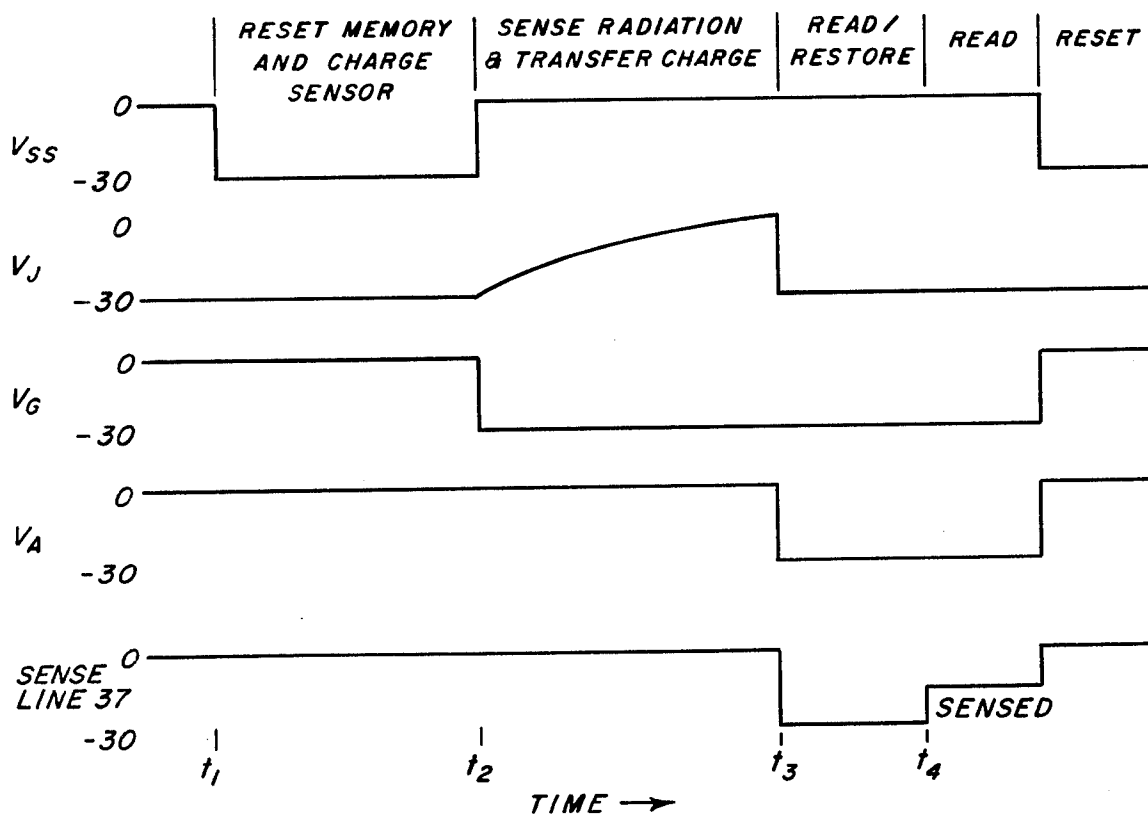 RESET MEMORY
AND CHARGE
SENSOR
SENSE RADIATION
& TRANSFER CHARGE
READ/
RESTORE
READ
RESET
0
VSS
-30
0
VJ
-30
0
VG
-30
0
VA
-30
0
SENSE
LINE 37
-30
SENSED
t1
t2
t3
t4
TIME →